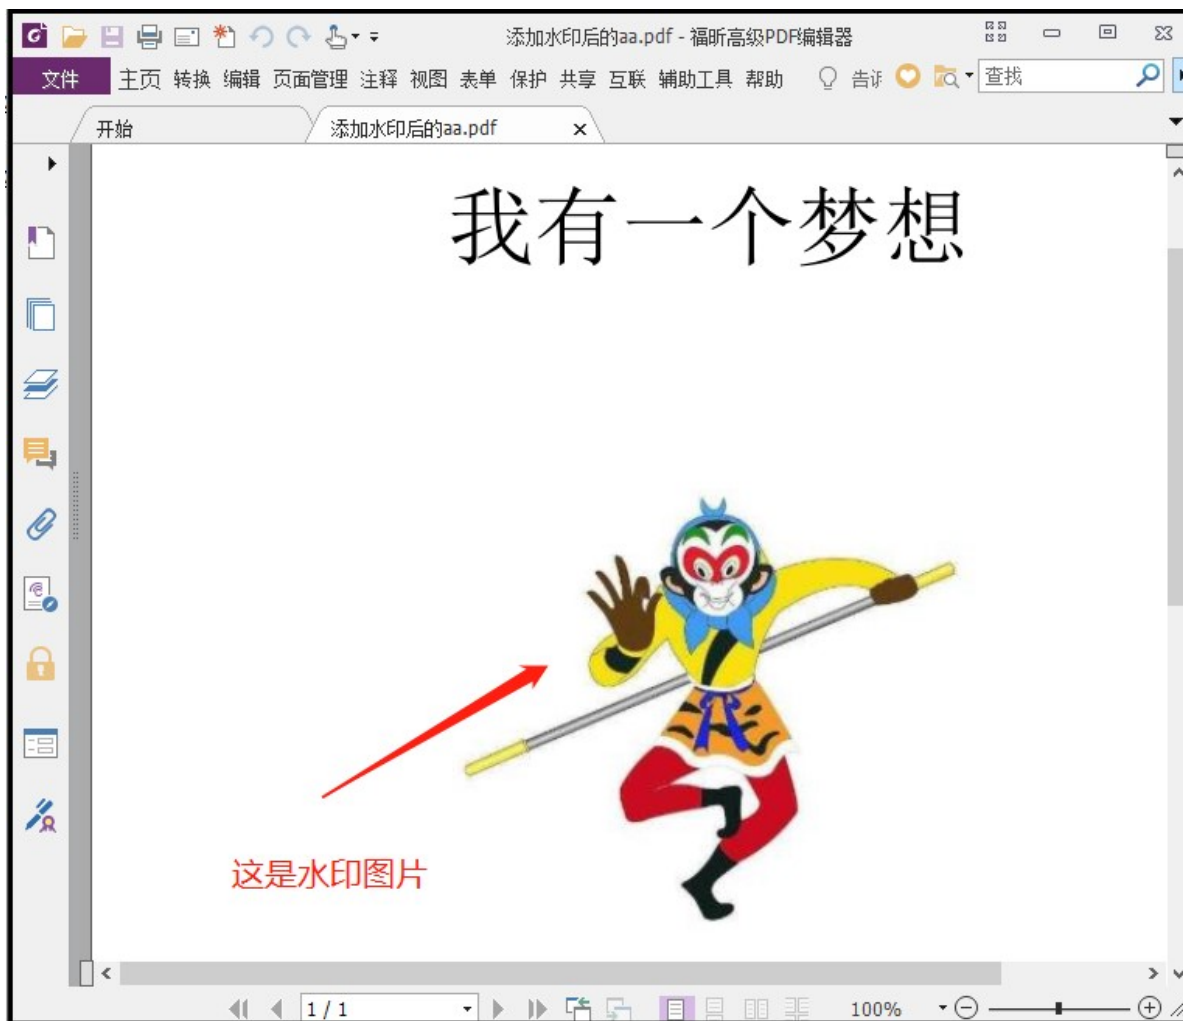 添加水印后的aa.pdf - 福昕高级PDF编辑器
文件 主页 转换 编辑 页面管理 注释 视图 表单 保护 共享 互联 辅助工具 帮助 告诉 查找
开始 添加水印后的aa.pdf
我有一个梦想
这是水印图片
1 / 1 100%